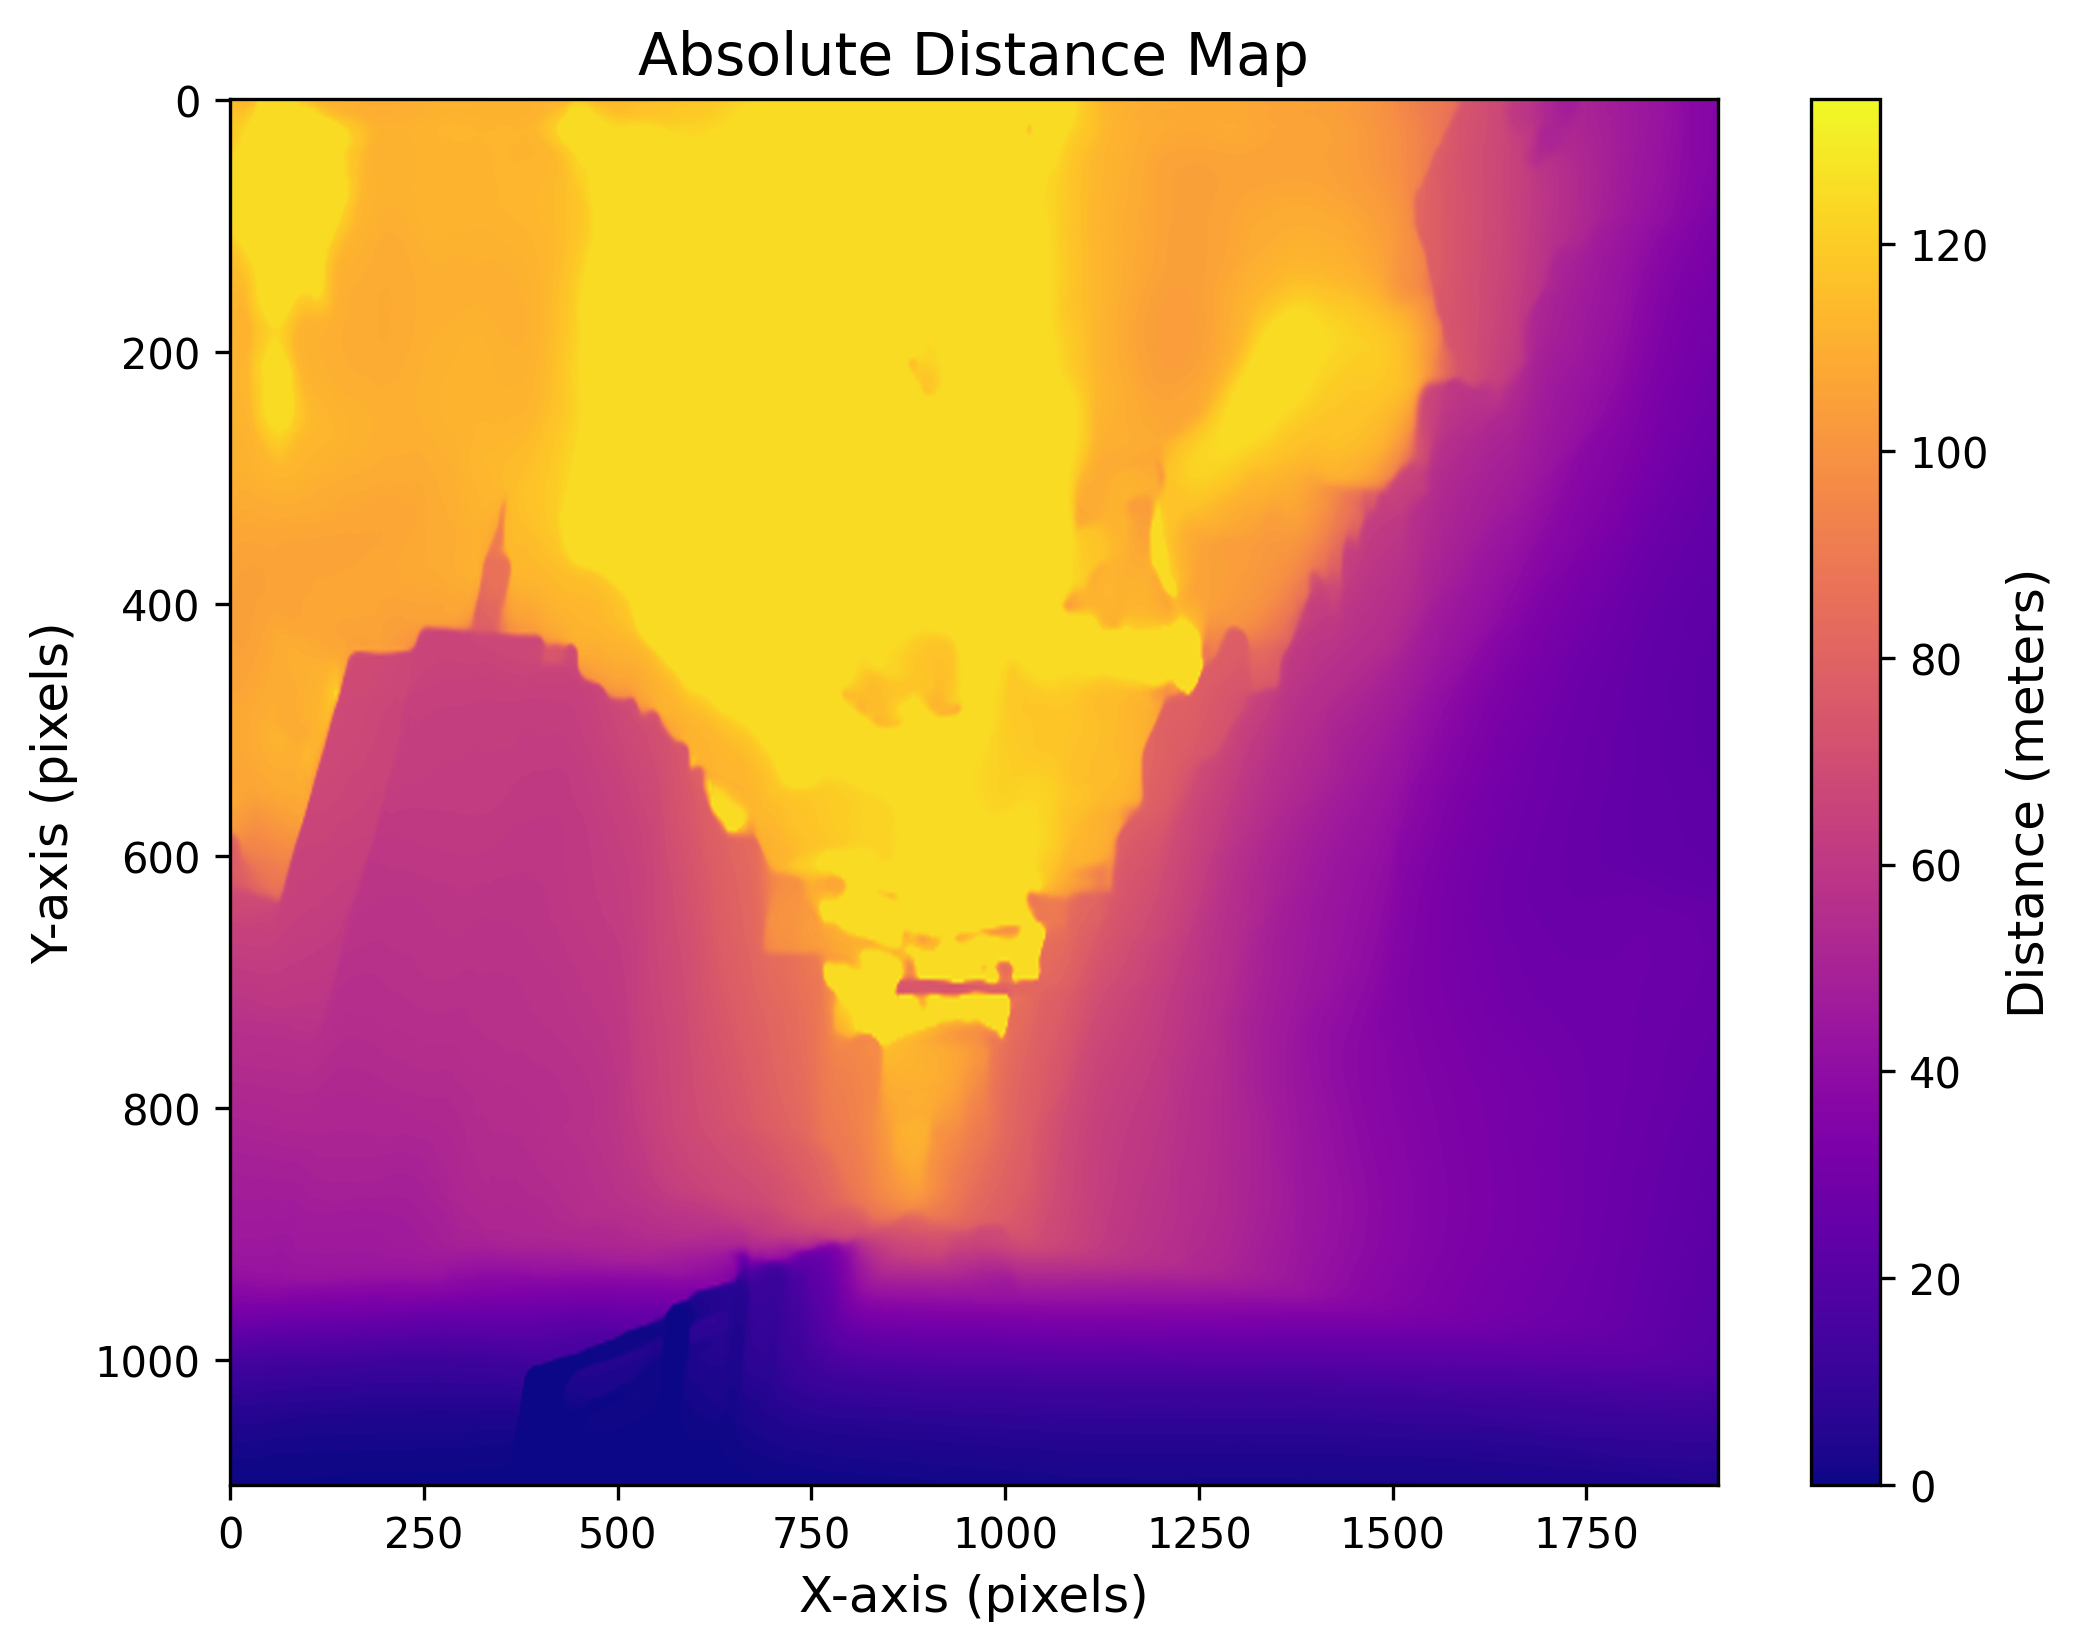 Absolute Distance Map
0
200
400
600
800
1000
Y-axis (pixels)
0 250 500 750 1000 1250 1500 1750
X-axis (pixels)
120
100
80
60
40
20
0
Distance (meters)